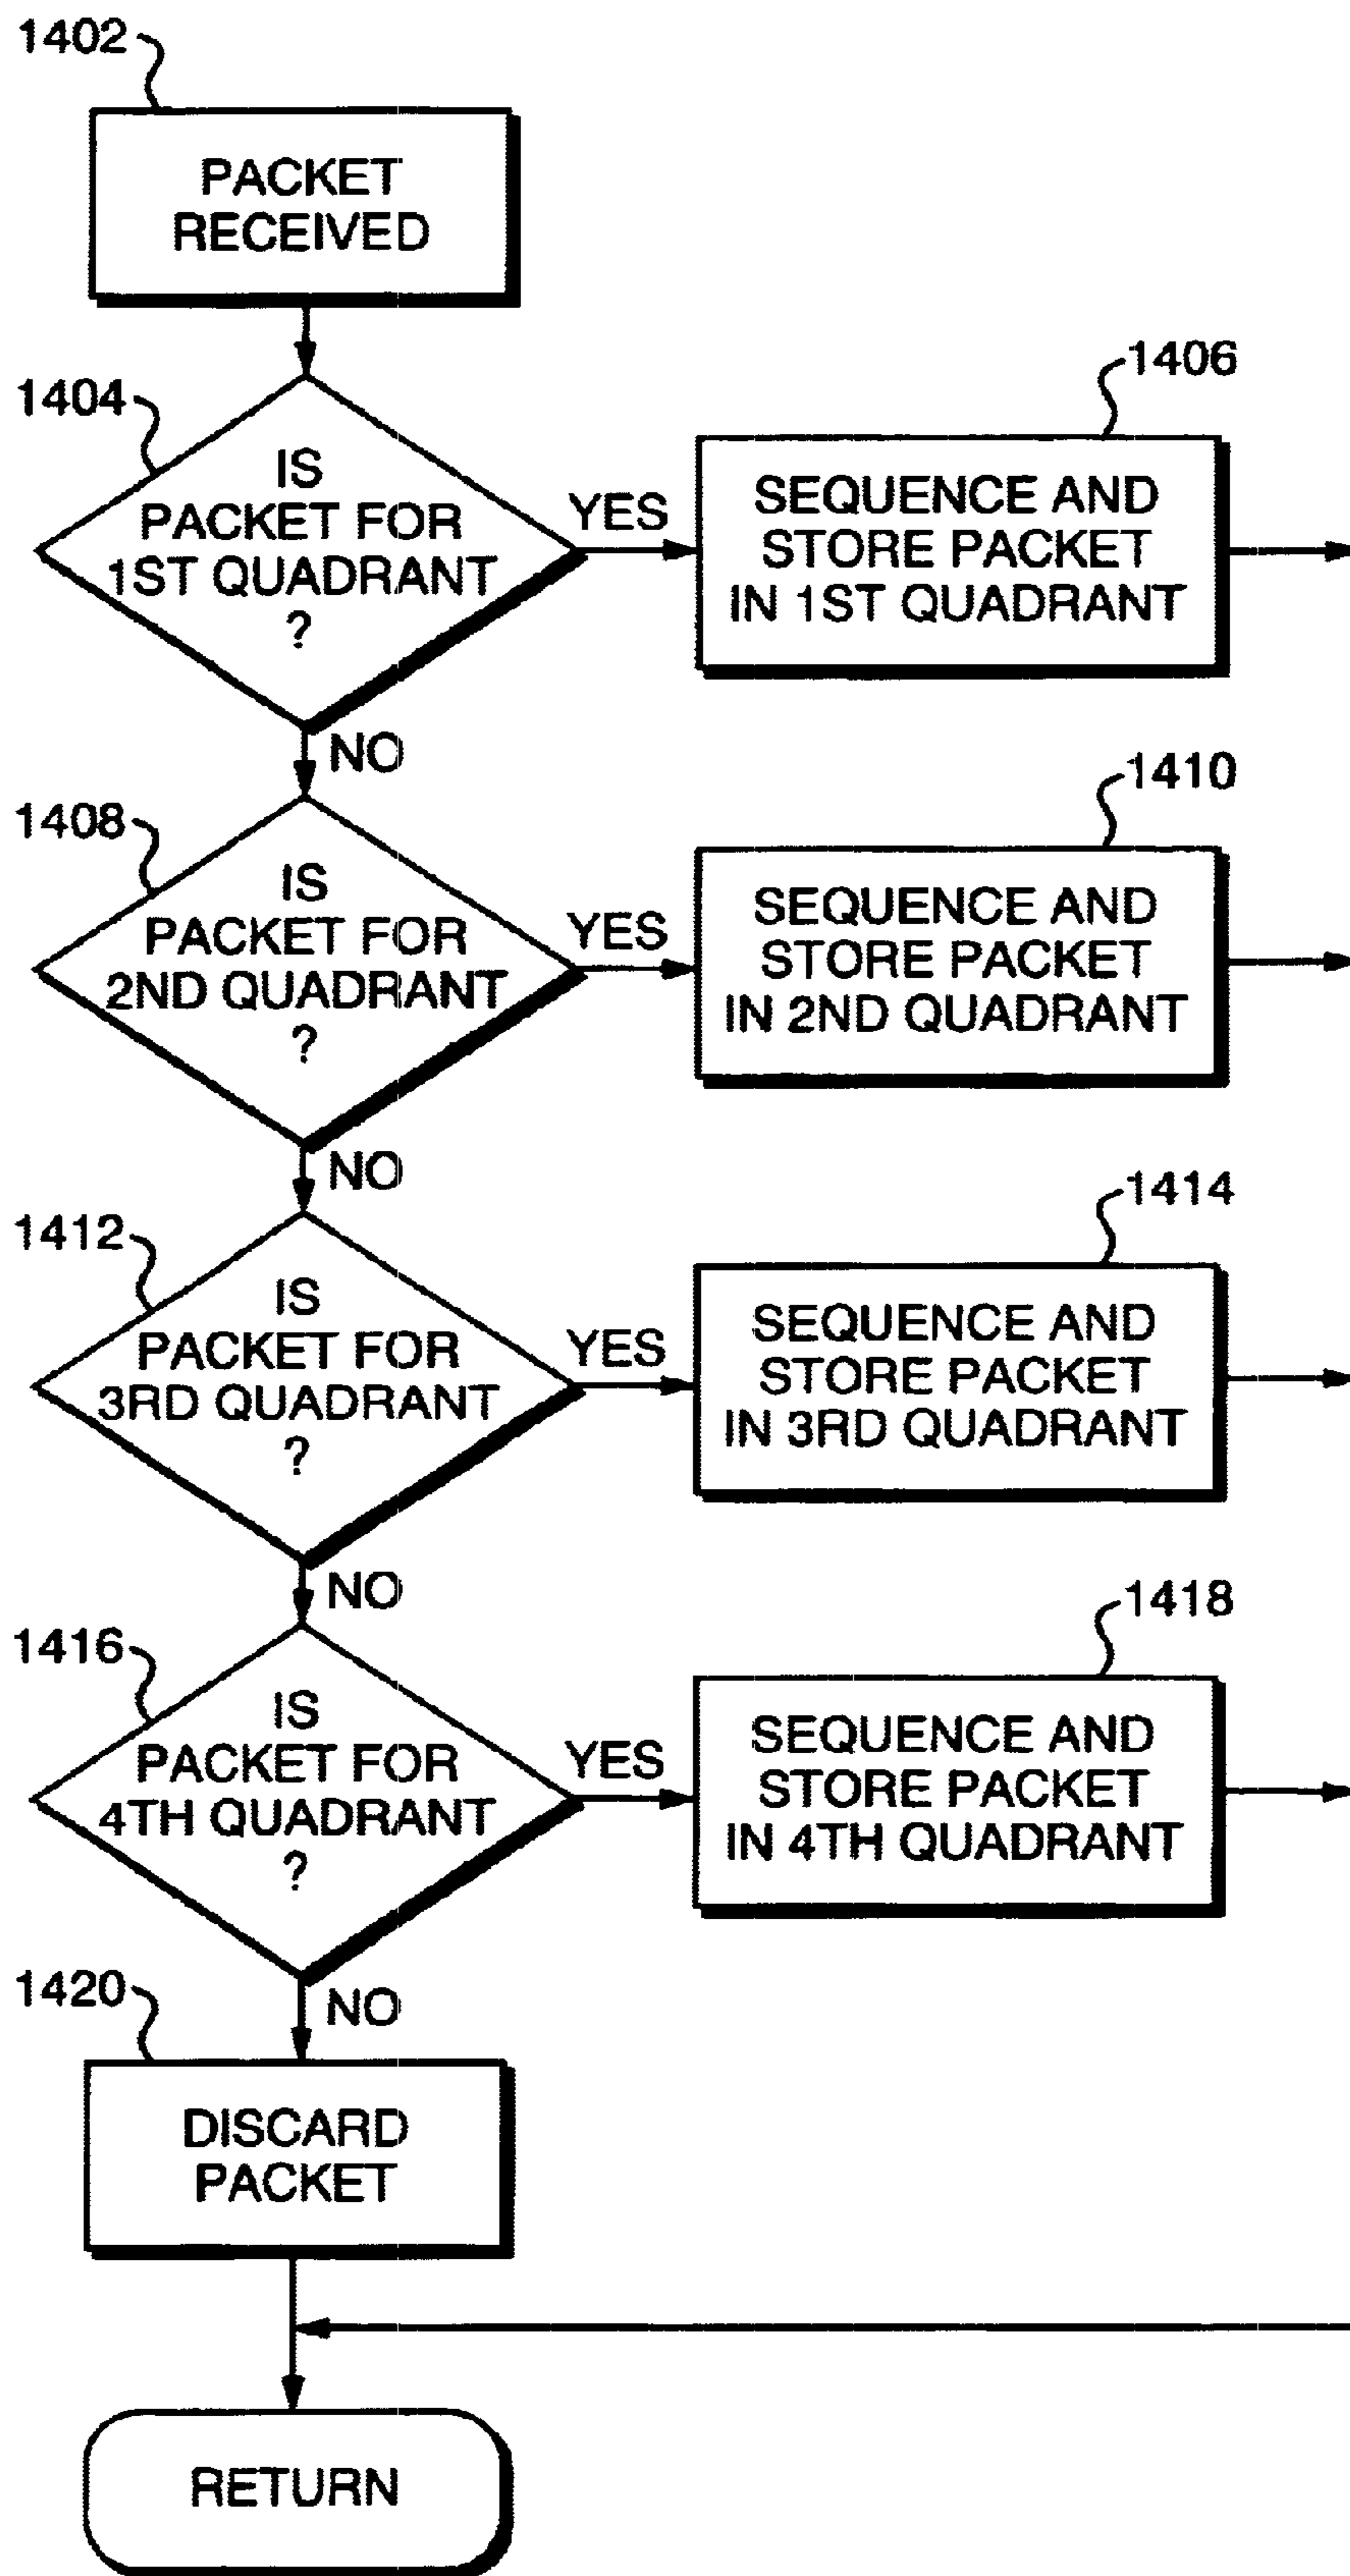 1402
PACKET
RECEIVED
1404
IS
PACKET FOR
1ST QUADRANT
?
YES
1406
SEQUENCE AND
STORE PACKET
IN 1ST QUADRANT
NO
1408
IS
PACKET FOR
2ND QUADRANT
?
YES
1410
SEQUENCE AND
STORE PACKET
IN 2ND QUADRANT
NO
1412
IS
PACKET FOR
3RD QUADRANT
?
YES
1414
SEQUENCE AND
STORE PACKET
IN 3RD QUADRANT
NO
1416
IS
PACKET FOR
4TH QUADRANT
?
YES
1418
SEQUENCE AND
STORE PACKET
IN 4TH QUADRANT
NO
1420
DISCARD
PACKET
RETURN